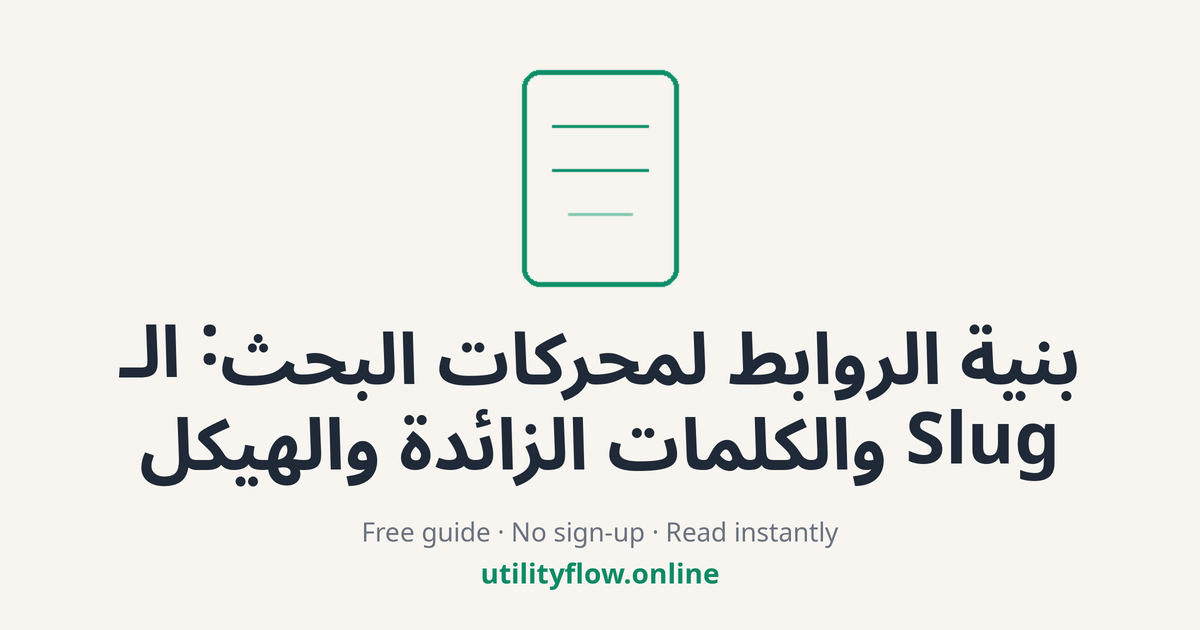 بنية الروابط لمحركات البحث: الـ
Slug والكلمات الزائدة والهيكل
Free guide · No sign-up · Read instantly
utilityflow.online